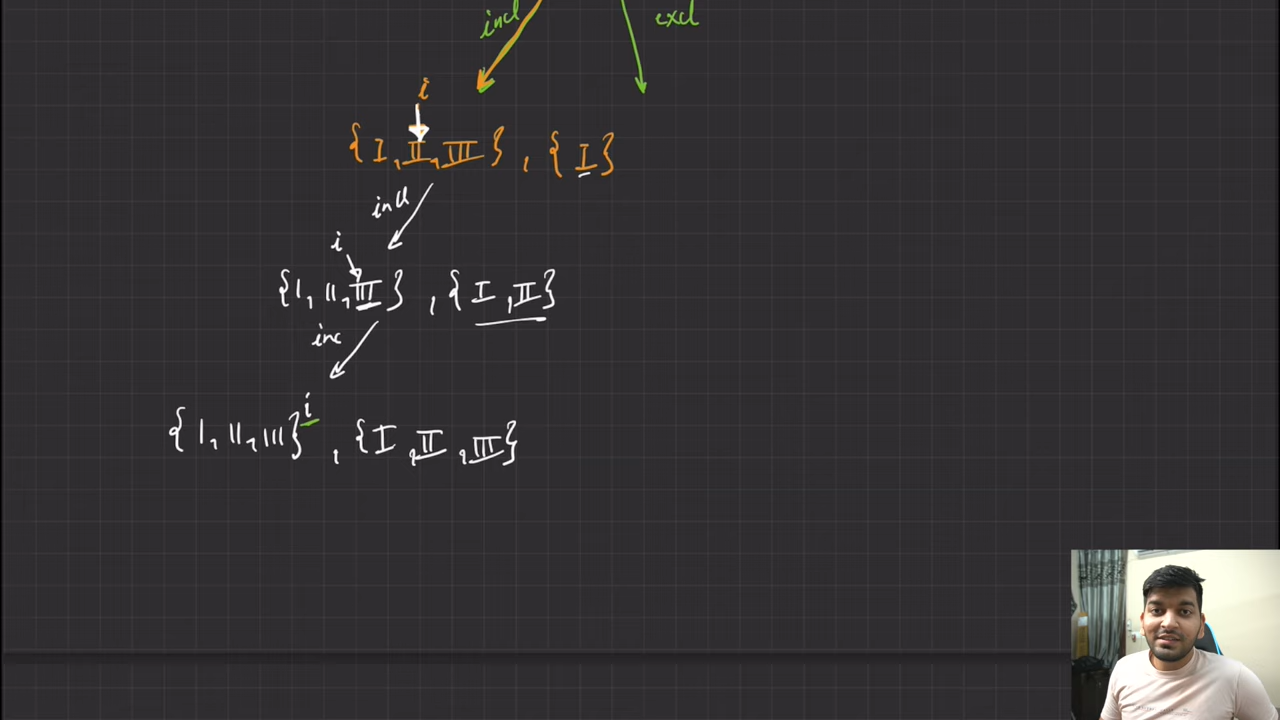 incl excl
i
{I, II, III}, {I}
incl
i
{I, II, III}, {I, II}
inc
i
{I, II, III}, {I, II, III}